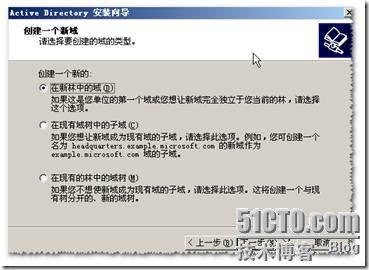 Active Directory 安装向导
创建一个新域
请选择要创建的域的类型。
创建一个新的：
在新林中的域(D)
如果这是您单位的第一个域或您想让新域完全独立于您当前的林，请选择
这个选项。
在现有域树中的子域(C)
如果您想新域成为现有域的子域，请选择此选项。例如，您可创建一个
名为 headquarters.example.microsoft.com 的新域作为
example.microsoft.com 域的子域。
在现有的林中的域树(M)
如果您不想使新域成为现有域的子域，请选择此选项。这将创建一个与现
有树分开的、新的域树。
51CTO.com
<上一步(B) 下一步(N)> 取消
技术博客 Blog